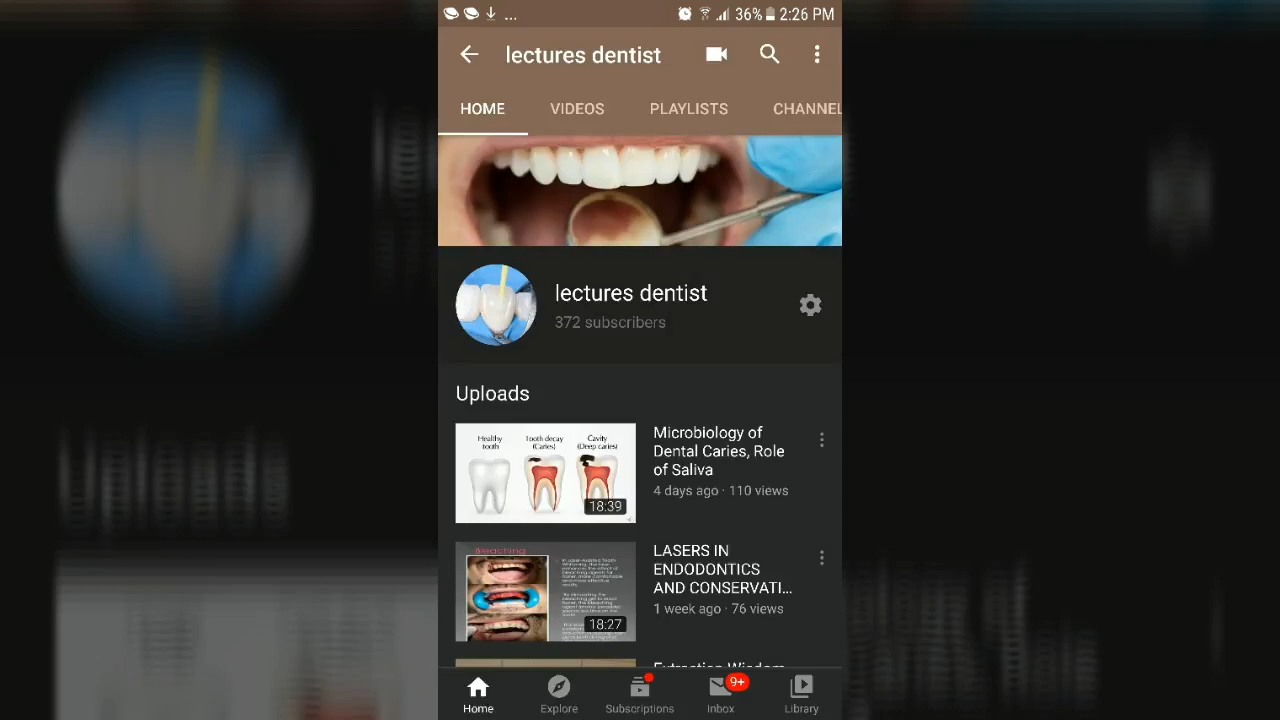 ... 36% 2:26 PM
lectures dentist
HOME VIDEOS PLAYLISTS CHANNEL
lectures dentist
372 subscribers
Uploads
Healthy
tooth
Tooth decay
(Caries)
Cavity
(Deep caries)
18:39
Microbiology of
Dental Caries, Role
of Saliva
4 days ago · 110 views
Bleaching
18:27
LASERS IN
ENDODONTICS
AND CONSERVATI...
1 week ago · 76 views
Home Explore Subscriptions 9+ Inbox Library